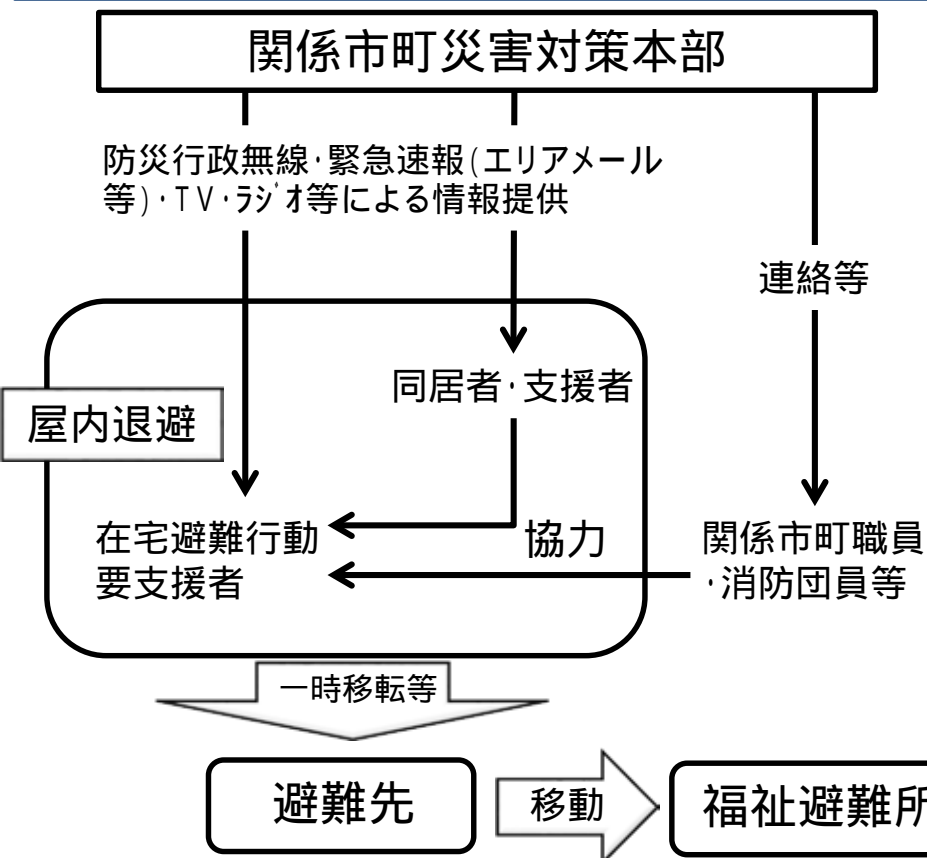 関係市町災害対策本部
防災行政無線･緊急速報(エリアメール
等)･TV･ラジオ等による情報提供
連絡等
同居者･支援者
屋内退避
在宅避難行動
要支援者
協力
関係市町職員
･消防団員等
一時移転等
避難先
移動
福祉避難所